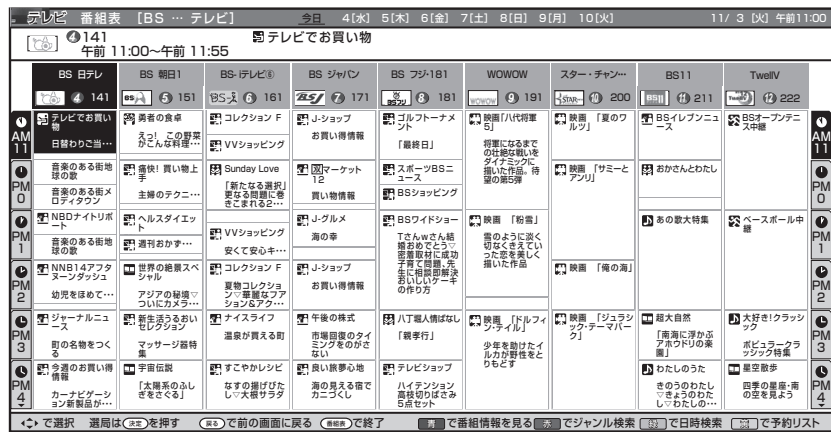 テレビ 番組表 [BS … テレビ] 今日 4[水] 5[木] 6[金] 7[土] 8[日] 9[月] 10[火] 11/ 3 [火] 午前11:00
4 141 テレビでお買い物
午前 11:00~午前 11:55
BS 日テレ BS 朝日1 BS-iテレビ⑧ BS ジャパン BS フジ・181 WOWOW スター・チャン… BS11 TwellV
4 141 BS朝 5 151 BS-i 6 161 BSJ 7 171 BSフジ 8 181 WOWOW 9 191 STAR 10 200 BS11 11 211 TwellV 12 222
AM
11
テレビでお買い
物
日替わりご当…
勇者の食卓
えっ! この野菜
がこんな料理…
コレクション F
VVショッピング
J-ショップ
お買い得情報
ゴルフトーナメ
ント
「最終日」
映画「八代将軍
5」
将軍になるまで
の壮絶な戦いを
ダイナミックに
描いた作品。待
望の第5弾
映画 「夏のワ
ルツ」
BSイレブンニュ
ース
BSオープンテニ
ス中継
PM
0
音楽のある街地
球の歌
音楽のある街メ
ロディタウン
痛快! 買い物上
手
主婦のテクニ…
Sunday Love
「新たなる選択」
更なる問題に巻
きこまれる2…
双マーケット
12
買い物情報
スポーツBSニ
ュース
BSショッピング
映画 「サミーと
アンリ」
おかさんとわたし
PM
1
NBDナイトリポ
ート
音楽のある街地
球の歌
ヘルスダイエッ
ト
週刊おかず…
VVショッピング
安くて安心キ…
J-グルメ
海の幸
BSワイドショー
Tさんwさん結
婚おめでとう▽
密着取材に成功
子育て問題、先
生に相談即解決
おいしいケーキ
の作り方
映画 「粉雪」
雪のように淡く
切なくきえてい
った恋を美しく
描いた作品
あの歌大特集
ベースボール中
継
PM
2
NNB14アフタ
ヌーンダッシュ
幼児をほめて…
世界の絶景スペ
シャル
アジアの秘境▽
ついにカメラ…
コレクション F
夏物コレクショ
ン▽華麗なファ
ション&アク…
J-ショップ
お買い得情報
映画 「俺の海」
PM
3
ジャーナルニュ
ース
町の名物をつく
る
新生活うるおい
セレクション
マッサージ器特
集
ナイスライフ
温泉が買える町
午後の株式
市場回復のタイ
ミングをのがさ
ない
八丁堀人情ばなし
「親孝行」
映画 「ドルフィ
ン・テイル」
少年を助けたイ
ルカが野性をと
りもどす
映画 「ジュラシ
ック・テーマパー
ク」
超大自然
「南海に浮かぶ
アホウドリの楽
園」
大好き!クラシッ
ク
ポピュラークラ
ッシック特集
PM
4
今週のお買い得
情報
カーナビゲーシ
ョン新製品が…
宇宙伝説
「太陽系のふし
ぎをさぐる」
すこやかレシピ
なすの揚げびた
し▽大根サラダ
良い旅夢心地
海の見える宿で
カニづくし
テレビショップ
ハイテンション
高枝切りばさみ
5点セット
わたしのうた
きのうのわたし
▽きょうのわた
し▽わたしの…
星空散歩
四季の星座・南
の空を見よう
で選択 選局は(決定)を押す (戻る)で前の画面に戻る (番組表)で終了 青 で番組情報を見る 赤 でジャンル検索 緑 で日時検索 黄 で予約リスト